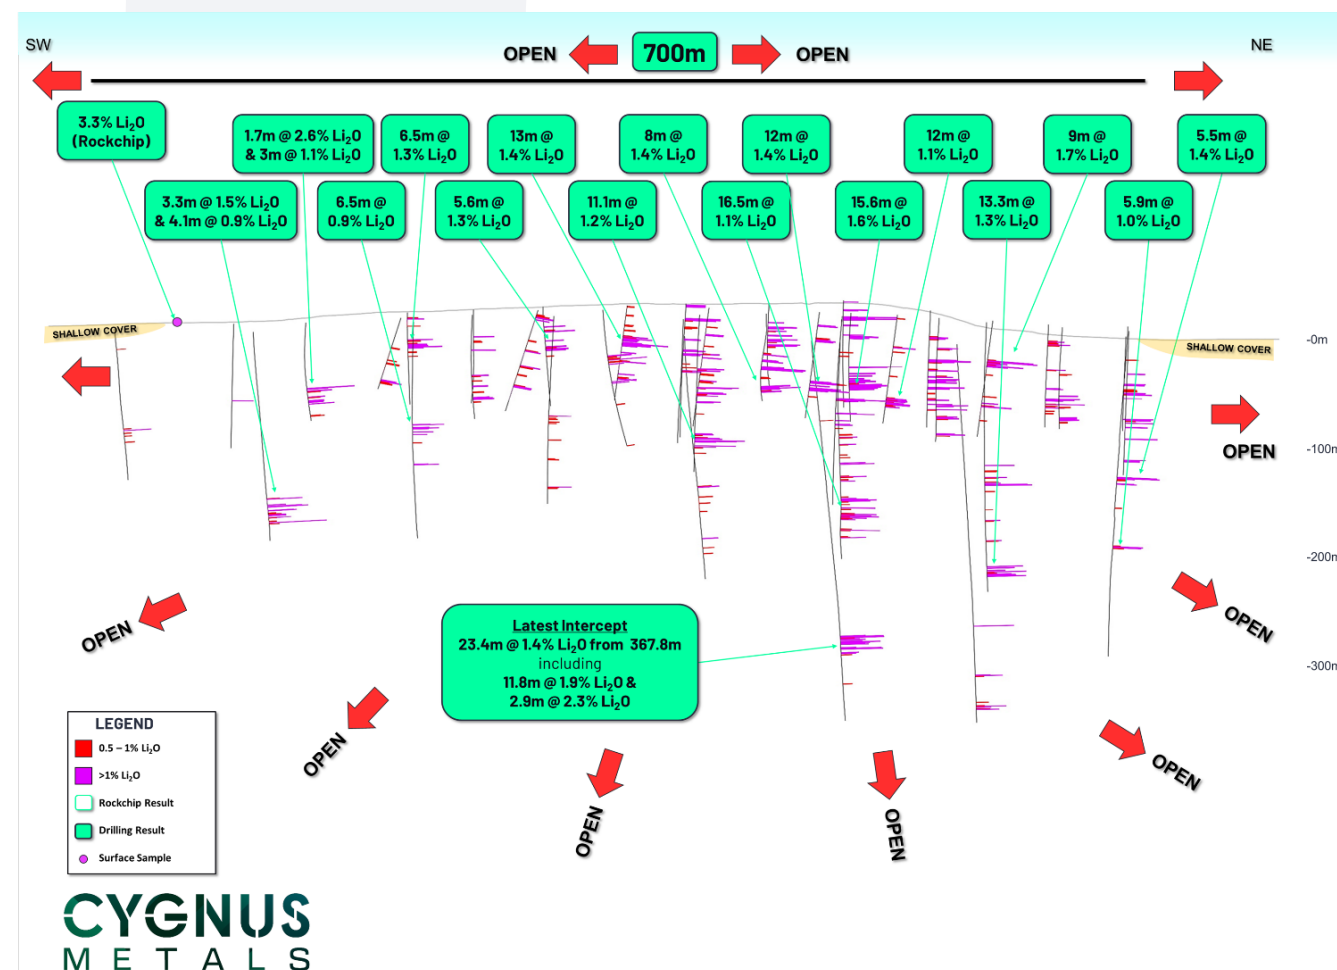 SW
OPEN
700m
OPEN
NE
3.3% Li₂O
(Rockchip)
1.7m @ 2.6% Li₂O
& 3m @ 1.1% Li₂O
6.5m @
1.3% Li₂O
13m @
1.4% Li₂O
8m @
1.4% Li₂O
12m @
1.4% Li₂O
12m @
1.1% Li₂O
9m @
1.7% Li₂O
5.5m @
1.4% Li₂O
3.3m @ 1.5% Li₂O
& 4.1m @ 0.9% Li₂O
6.5m @
0.9% Li₂O
5.6m @
1.3% Li₂O
11.1m @
1.2% Li₂O
16.5m @
1.1% Li₂O
15.6m @
1.6% Li₂O
13.3m @
1.3% Li₂O
5.9m @
1.0% Li₂O
SHALLOW COVER
-0m
SHALLOW COVER
OPEN
-100m
-200m
OPEN
OPEN
Latest Intercept
23.4m @ 1.4% Li₂O from 367.8m
including
11.8m @ 1.9% Li₂O &
2.9m @ 2.3% Li₂O
-300m
OPEN
OPEN
OPEN
OPEN
LEGEND
0.5 – 1% Li₂O
>1% Li₂O
Rockchip Result
Drilling Result
Surface Sample
CYGNUS
METALS